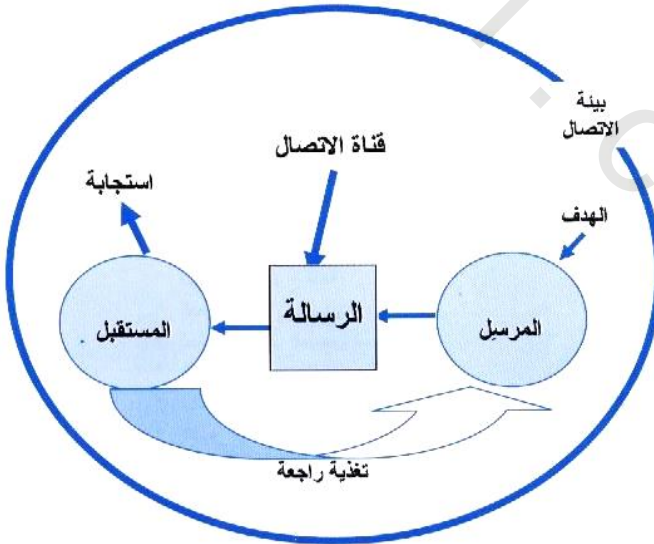 بيئة
الاتصال
قناة الاتصال
الهدف
استجابة
المرسِل
الرسالة
المستقبل
تغذية راجعة